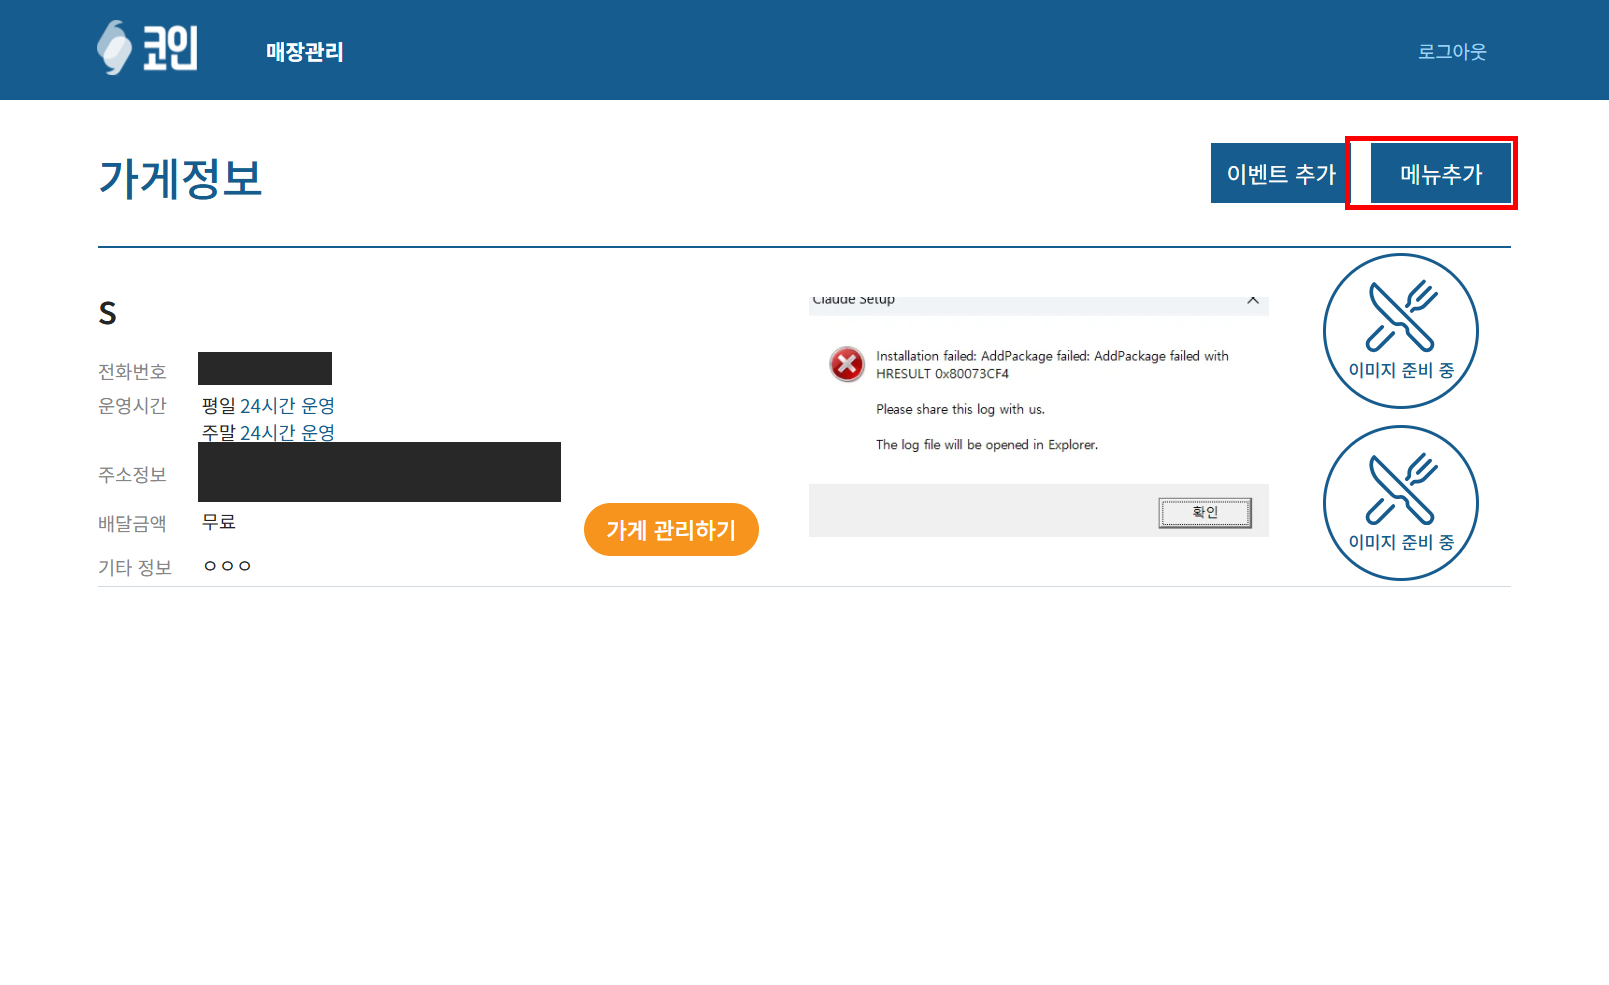 코인
매장관리
로그아웃
가게정보
이벤트 추가
메뉴추가
S
전화번호
운영시간
평일 24시간 운영
주말 24시간 운영
주소정보
배달금액
무료
기타 정보
ㅇㅇㅇ
가게 관리하기
Claude Setup
Installation failed: AddPackage failed: AddPackage failed with
HRESULT 0x80073CF4
Please share this log with us.
The log file will be opened in Explorer.
확인
이미지 준비 중
이미지 준비 중